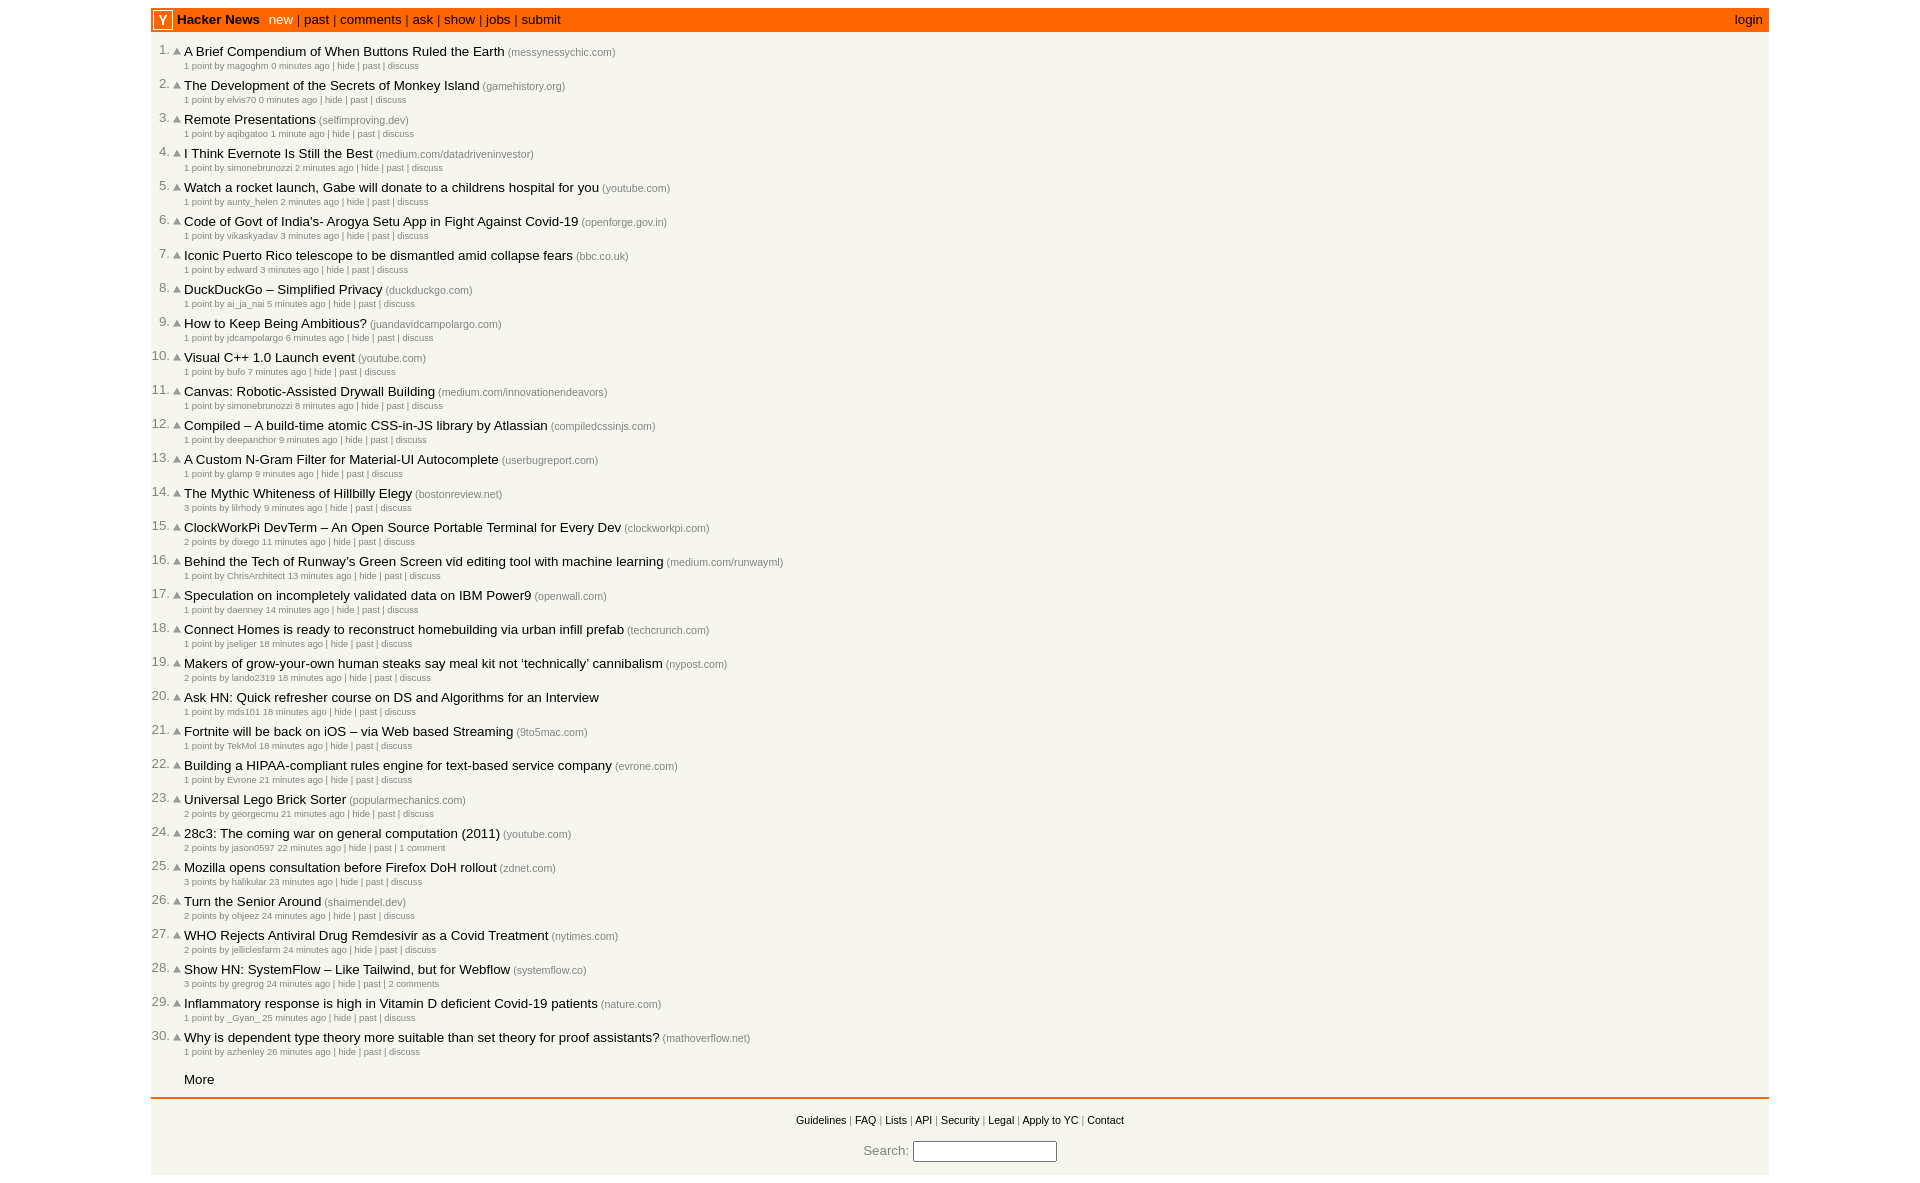 Y Hacker News new | past | comments | ask | show | jobs | submit login
1. A Brief Compendium of When Buttons Ruled the Earth (messynessychic.com)
1 point by magoghm 0 minutes ago | hide | past | discuss
2. The Development of the Secrets of Monkey Island (gamehistory.org)
1 point by elvis70 0 minutes ago | hide | past | discuss
3. Remote Presentations (selfimproving.dev)
1 point by aqibgatoo 1 minute ago | hide | past | discuss
4. I Think Evernote Is Still the Best (medium.com/datadriveninvestor)
1 point by simonebrunozzi 2 minutes ago | hide | past | discuss
5. Watch a rocket launch, Gabe will donate to a childrens hospital for you (youtube.com)
1 point by aunty_helen 2 minutes ago | hide | past | discuss
6. Code of Govt of India's- Arogya Setu App in Fight Against Covid-19 (openforge.gov.in)
1 point by vikaskyadav 3 minutes ago | hide | past | discuss
7. Iconic Puerto Rico telescope to be dismantled amid collapse fears (bbc.co.uk)
1 point by edward 3 minutes ago | hide | past | discuss
8. DuckDuckGo – Simplified Privacy (duckduckgo.com)
1 point by ai_ja_nai 5 minutes ago | hide | past | discuss
9. How to Keep Being Ambitious? (juandavidcampolargo.com)
1 point by jdcampolargo 6 minutes ago | hide | past | discuss
10. Visual C++ 1.0 Launch event (youtube.com)
1 point by bufo 7 minutes ago | hide | past | discuss
11. Canvas: Robotic-Assisted Drywall Building (medium.com/innovationendeavors)
1 point by simonebrunozzi 8 minutes ago | hide | past | discuss
12. Compiled – A build-time atomic CSS-in-JS library by Atlassian (compiledcssinjs.com)
1 point by deepanchor 9 minutes ago | hide | past | discuss
13. A Custom N-Gram Filter for Material-UI Autocomplete (userbugreport.com)
1 point by glamp 9 minutes ago | hide | past | discuss
14. The Mythic Whiteness of Hillbilly Elegy (bostonreview.net)
3 points by lilrhody 9 minutes ago | hide | past | discuss
15. ClockWorkPi DevTerm – An Open Source Portable Terminal for Every Dev (clockworkpi.com)
2 points by dixego 11 minutes ago | hide | past | discuss
16. Behind the Tech of Runway’s Green Screen vid editing tool with machine learning (medium.com/runwayml)
1 point by ChrisArchitect 13 minutes ago | hide | past | discuss
17. Speculation on incompletely validated data on IBM Power9 (openwall.com)
1 point by daenney 14 minutes ago | hide | past | discuss
18. Connect Homes is ready to reconstruct homebuilding via urban infill prefab (techcrunch.com)
1 point by jseliger 18 minutes ago | hide | past | discuss
19. Makers of grow-your-own human steaks say meal kit not ‘technically’ cannibalism (nypost.com)
2 points by lando2319 18 minutes ago | hide | past | discuss
20. Ask HN: Quick refresher course on DS and Algorithms for an Interview
1 point by mds101 18 minutes ago | hide | past | discuss
21. Fortnite will be back on iOS – via Web based Streaming (9to5mac.com)
1 point by TekMol 18 minutes ago | hide | past | discuss
22. Building a HIPAA-compliant rules engine for text-based service company (evrone.com)
1 point by Evrone 21 minutes ago | hide | past | discuss
23. Universal Lego Brick Sorter (popularmechanics.com)
2 points by georgecmu 21 minutes ago | hide | past | discuss
24. 28c3: The coming war on general computation (2011) (youtube.com)
2 points by jason0597 22 minutes ago | hide | past | 1 comment
25. Mozilla opens consultation before Firefox DoH rollout (zdnet.com)
3 points by halikular 23 minutes ago | hide | past | discuss
26. Turn the Senior Around (shaimendel.dev)
2 points by ohjeez 24 minutes ago | hide | past | discuss
27. WHO Rejects Antiviral Drug Remdesivir as a Covid Treatment (nytimes.com)
2 points by jelliclesfarm 24 minutes ago | hide | past | discuss
28. Show HN: SystemFlow – Like Tailwind, but for Webflow (systemflow.co)
3 points by gregrog 24 minutes ago | hide | past | 2 comments
29. Inflammatory response is high in Vitamin D deficient Covid-19 patients (nature.com)
1 point by _Gyan_ 25 minutes ago | hide | past | discuss
30. Why is dependent type theory more suitable than set theory for proof assistants? (mathoverflow.net)
1 point by azhenley 26 minutes ago | hide | past | discuss
More
Guidelines | FAQ | Lists | API | Security | Legal | Apply to YC | Contact
Search: